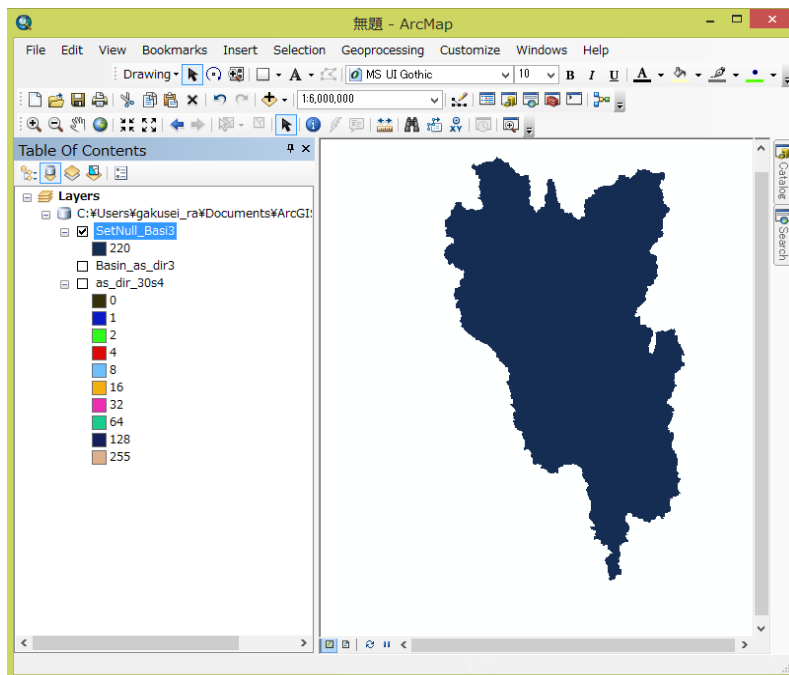 無題 - ArcMap
File Edit View Bookmarks Insert Selection Geoprocessing Customize Windows Help
Drawing A MS UI Gothic 10 B I U A
1:6,000,000
Table Of Contents
Layers
C:¥Users¥gakusei_ra¥Documents¥ArcGIS
SetNull_Basi3
220
Basin_as_dir3
as_dir_30s4
0
1
2
4
8
16
32
64
128
255
Catalog
Search